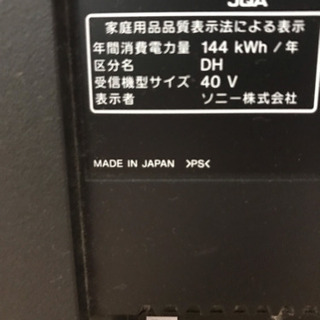 JQA
家庭用品品質表示法による表示
年間消費電力量 144 kWh / 年
区分名 DH
受信機型サイズ 40 V
表示者 ソニー株式会社
MADE IN JAPAN >PS<